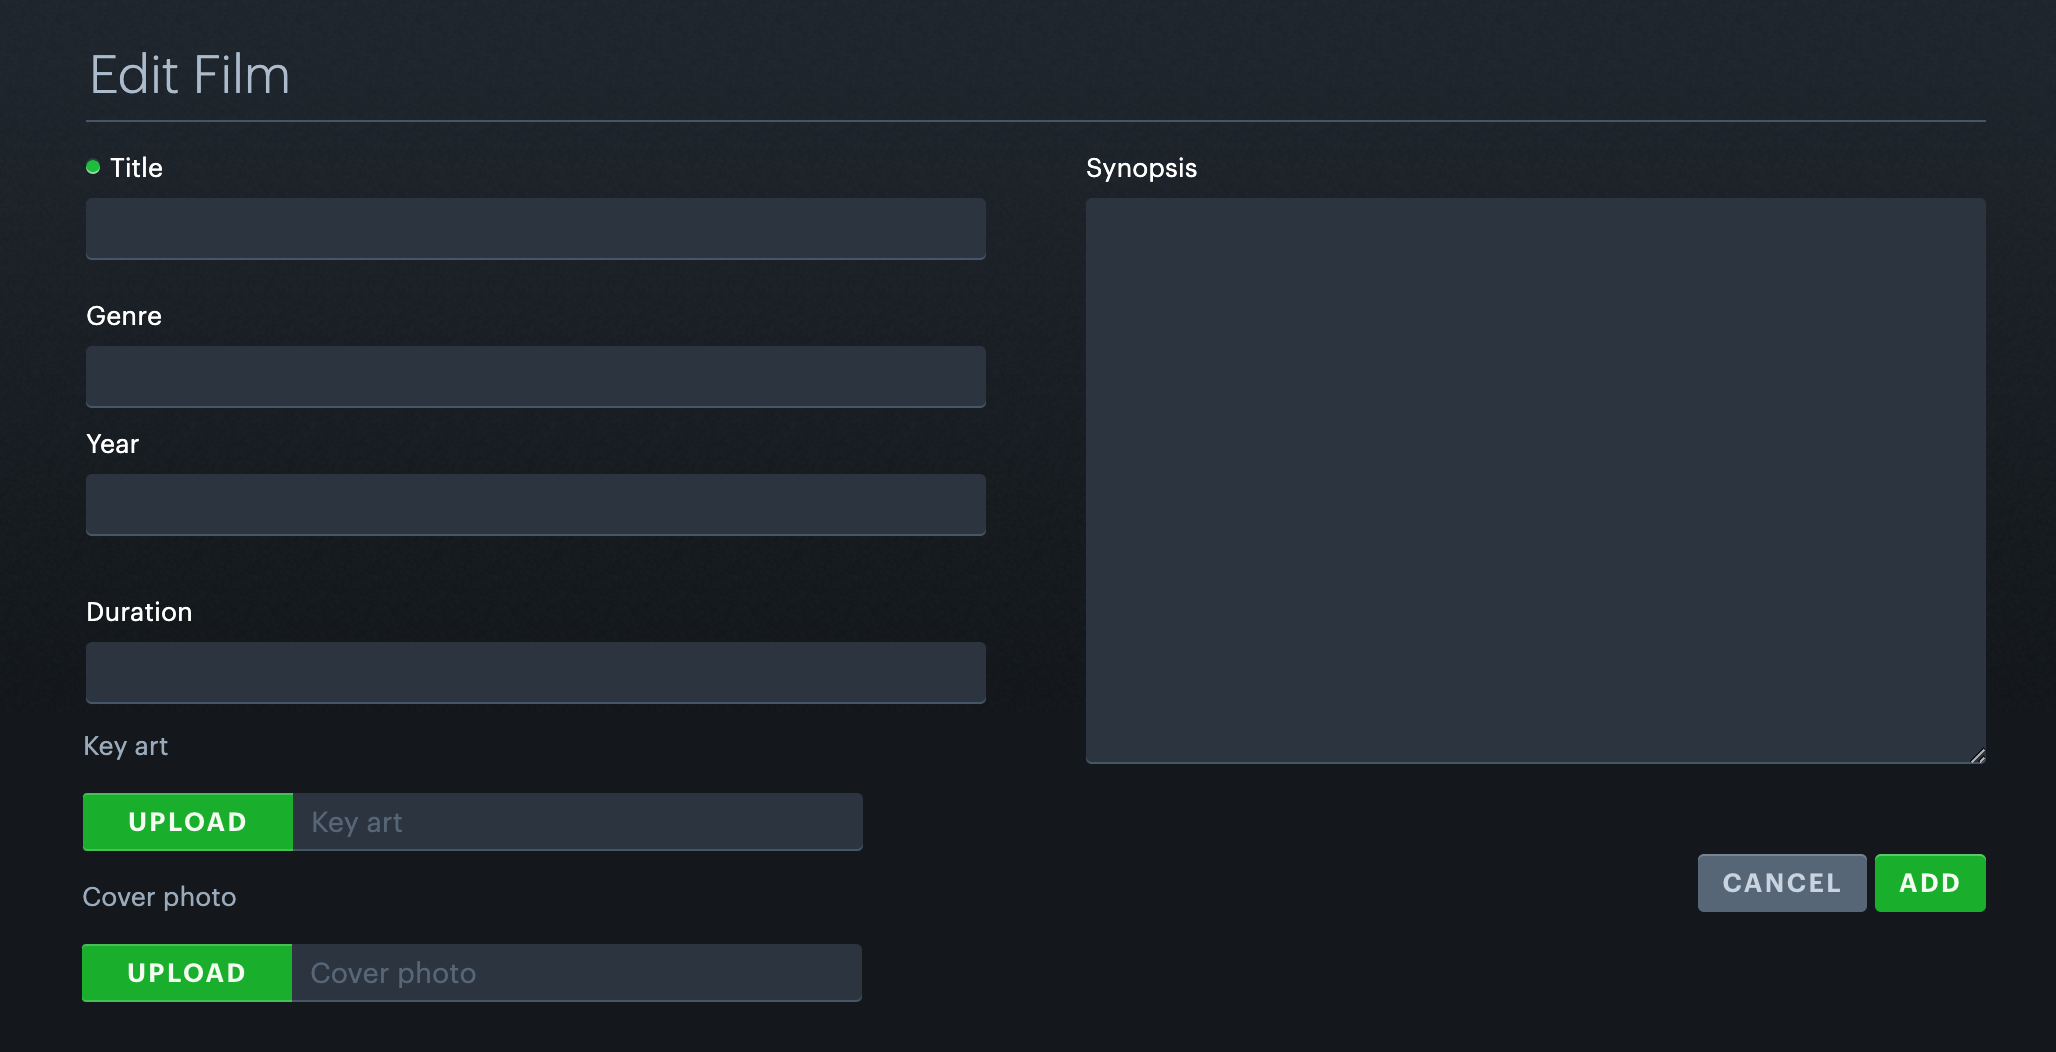 Edit Film
Title
Genre
Year
Duration
Key art
UPLOAD Key art
Cover photo
UPLOAD Cover photo
Synopsis
CANCEL ADD